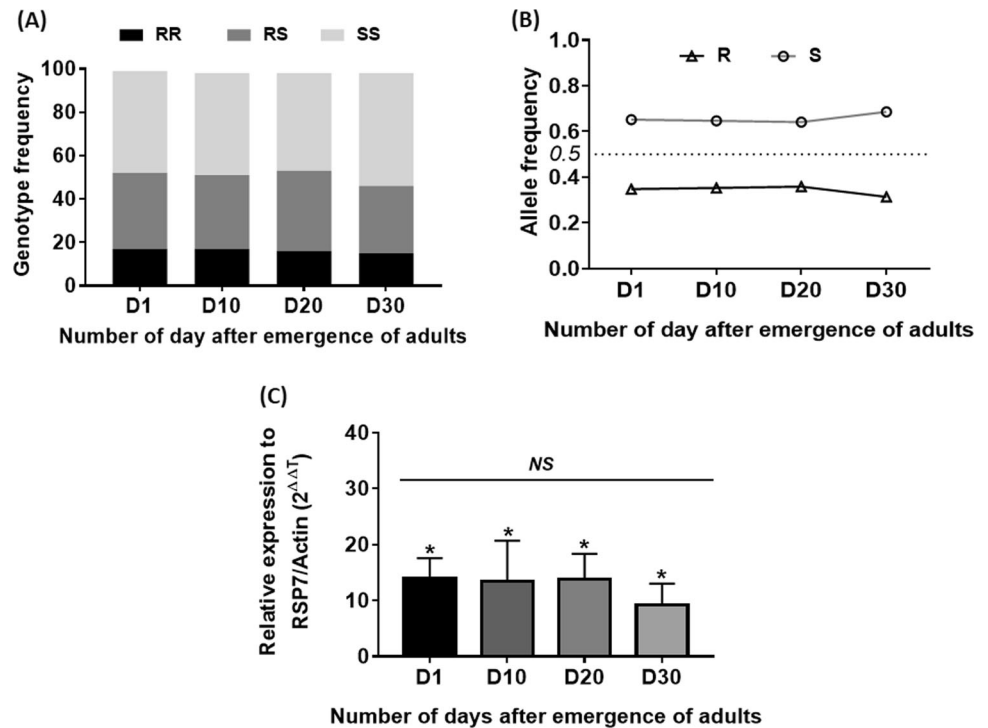 (A)
RR RS SS
Genotype frequency
100
80
60
40
20
0
D1 D10 D20 D30
Number of day after emergence of adults
(B)
R S
Allele frequency
1.0
0.8
0.6
0.5
0.4
0.2
0.0
D1 D10 D20 D30
Number of day after emergence of adults
(C)
Relative expression to
RSP7/Actin (2^ΔΔT)
40
30
20
10
0
NS
* * * *
D1 D10 D20 D30
Number of days after emergence of adults